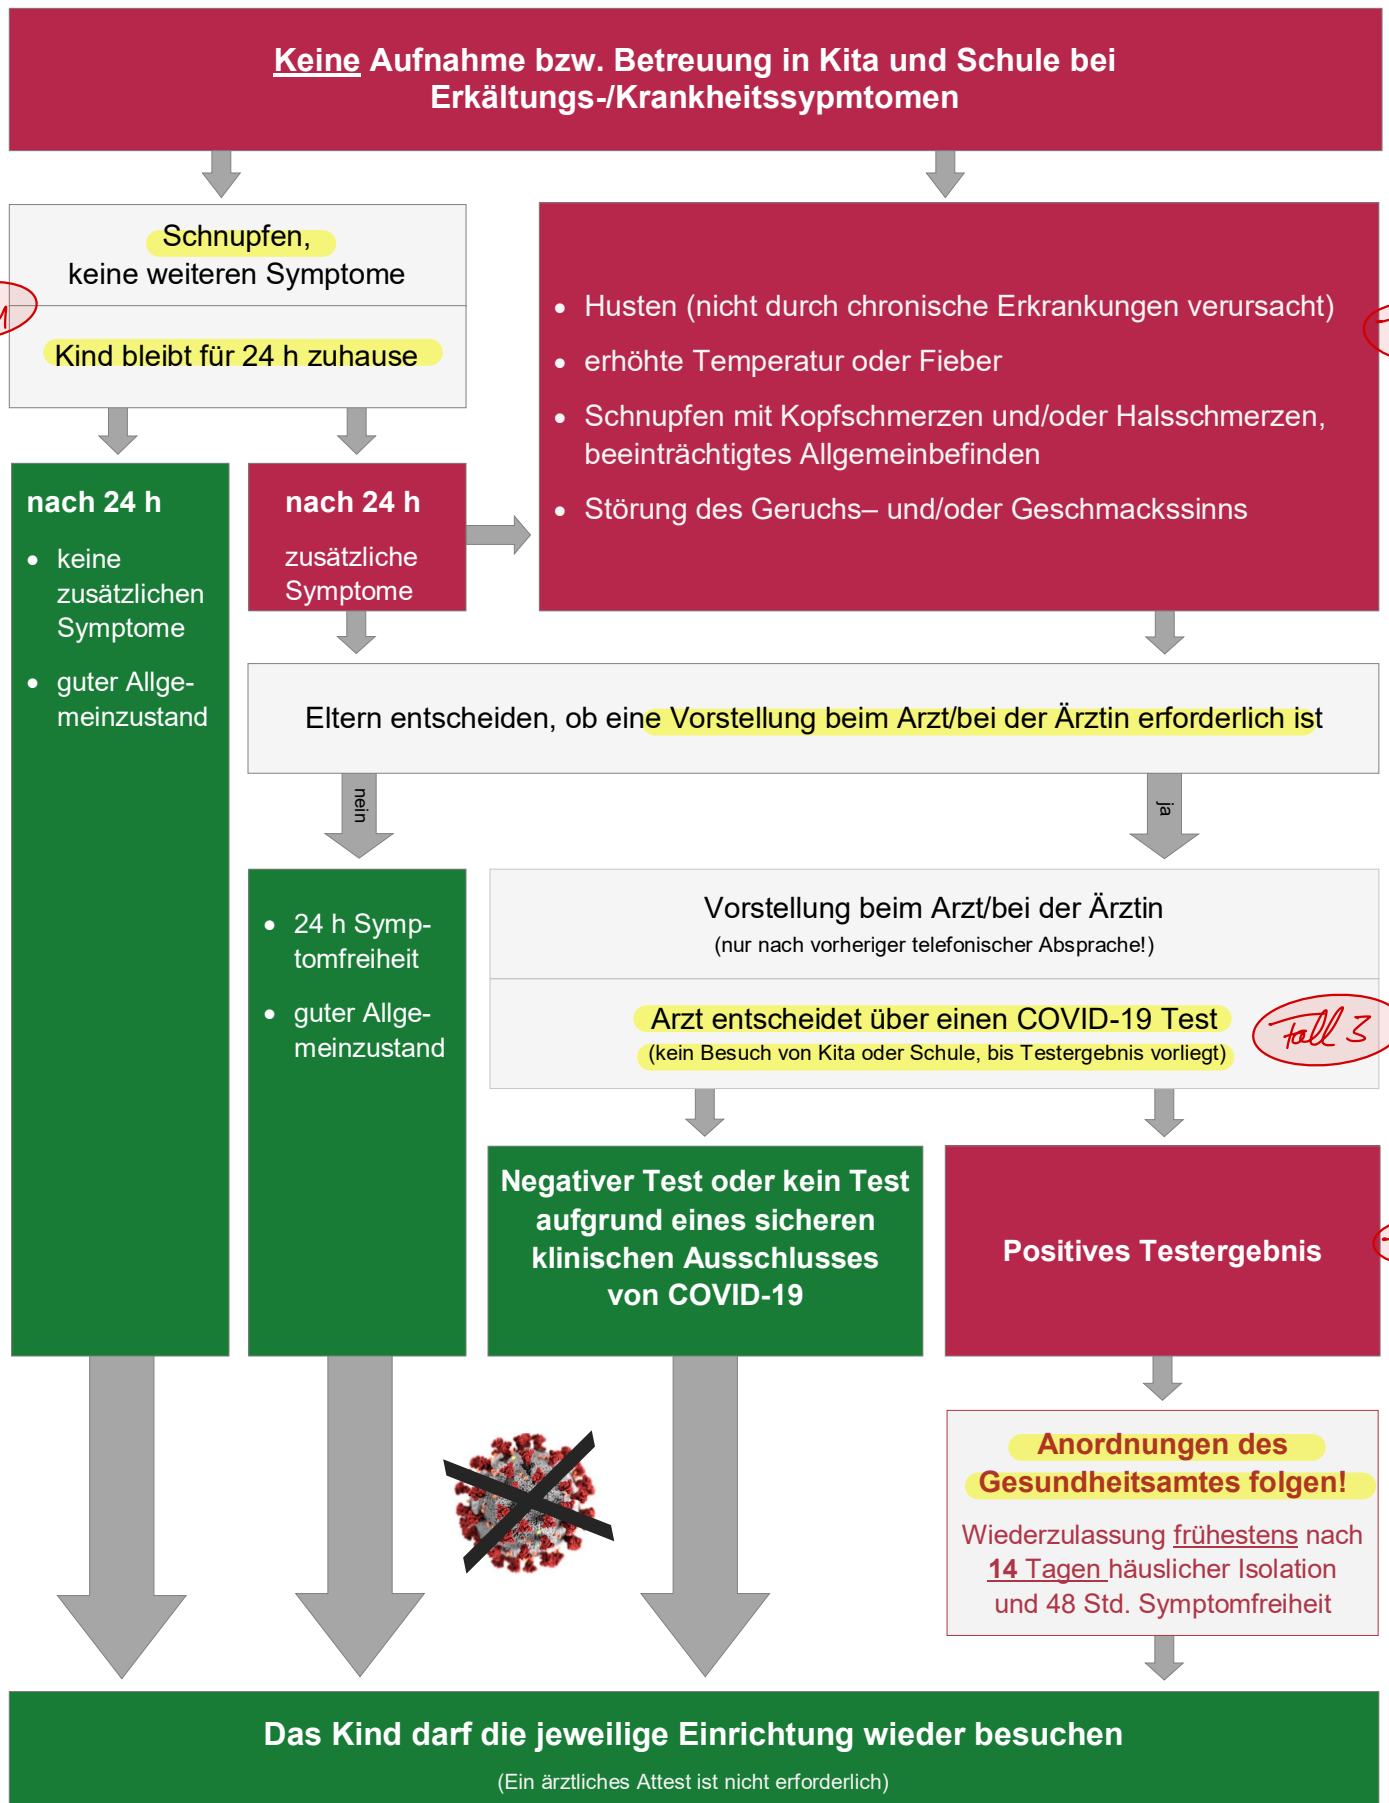 Keine Aufnahme bzw. Betreuung in Kita und Schule bei
Erkältungs-/Krankheitssypmtomen
Schnupfen,
keine weiteren Symptome
Kind bleibt für 24 h zuhause
• Husten (nicht durch chronische Erkrankungen verursacht)
• erhöhte Temperatur oder Fieber
• Schnupfen mit Kopfschmerzen und/oder Halsschmerzen,
beeinträchtigtes Allgemeinbefinden
• Störung des Geruchs– und/oder Geschmackssinns
nach 24 h
• keine
zusätzlichen
Symptome
• guter Allge-
meinzustand
nach 24 h
zusätzliche
Symptome
Eltern entscheiden, ob eine Vorstellung beim Arzt/bei der Ärztin erforderlich ist
nein
ja
• 24 h Symp-
tomfreiheit
• guter Allge-
meinzustand
Vorstellung beim Arzt/bei der Ärztin
(nur nach vorheriger telefonischer Absprache!)
Arzt entscheidet über einen COVID-19 Test
(kein Besuch von Kita oder Schule, bis Testergebnis vorliegt)
Fall 3
Negativer Test oder kein Test
aufgrund eines sicheren
klinischen Ausschlusses
von COVID-19
Positives Testergebnis
Anordnungen des
Gesundheitsamtes folgen!
Wiederzulassung frühestens nach
14 Tagen häuslicher Isolation
und 48 Std. Symptomfreiheit
Das Kind darf die jeweilige Einrichtung wieder besuchen
(Ein ärztliches Attest ist nicht erforderlich)